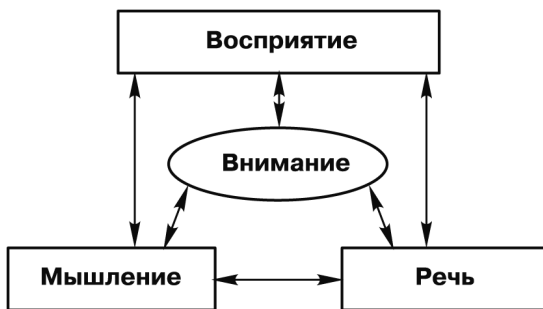 Восприятие
Внимание
Мышление
Речь